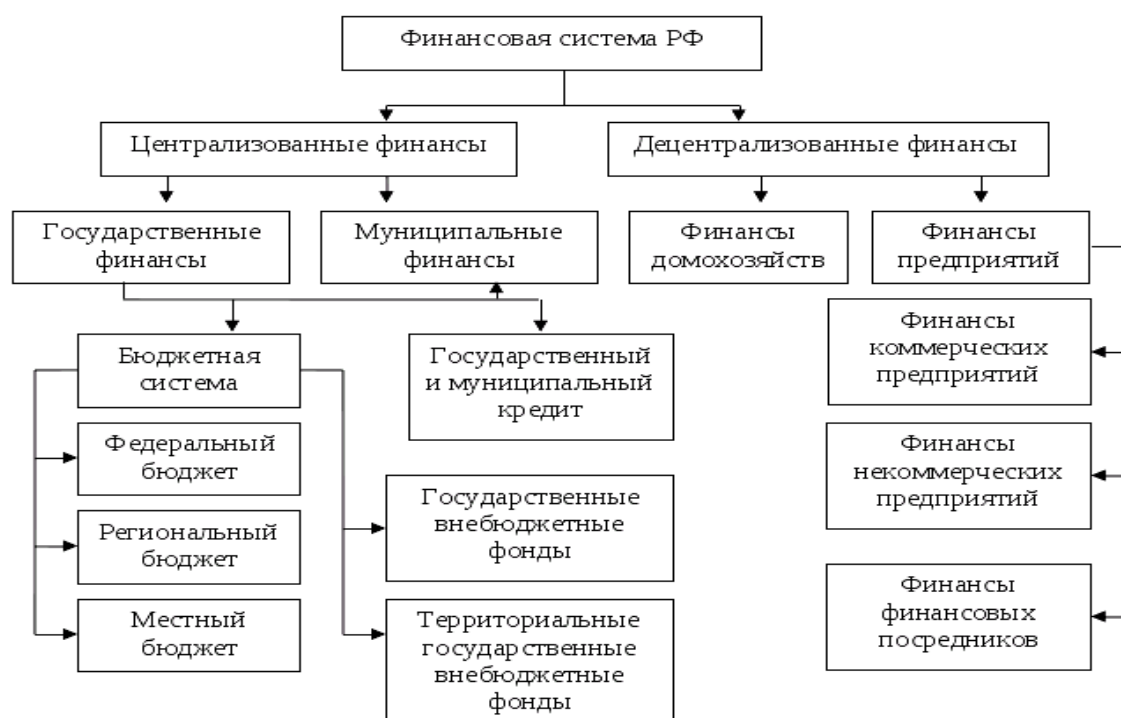 Финансовая система РФ
Централизованные финансы
Децентрализованные финансы
Государственные
финансы
Муниципальные
финансы
Финансы
домохозяйств
Финансы
предприятий
Бюджетная
система
Государственный
и муниципальный
кредит
Финансы
коммерческих
предприятий
Федеральный
бюджет
Финансы
некоммерческих
предприятий
Государственные
внебюджетные
фонды
Региональный
бюджет
Финансы
финансовых
посредников
Местный
бюджет
Территориальные
государственные
внебюджетные
фонды